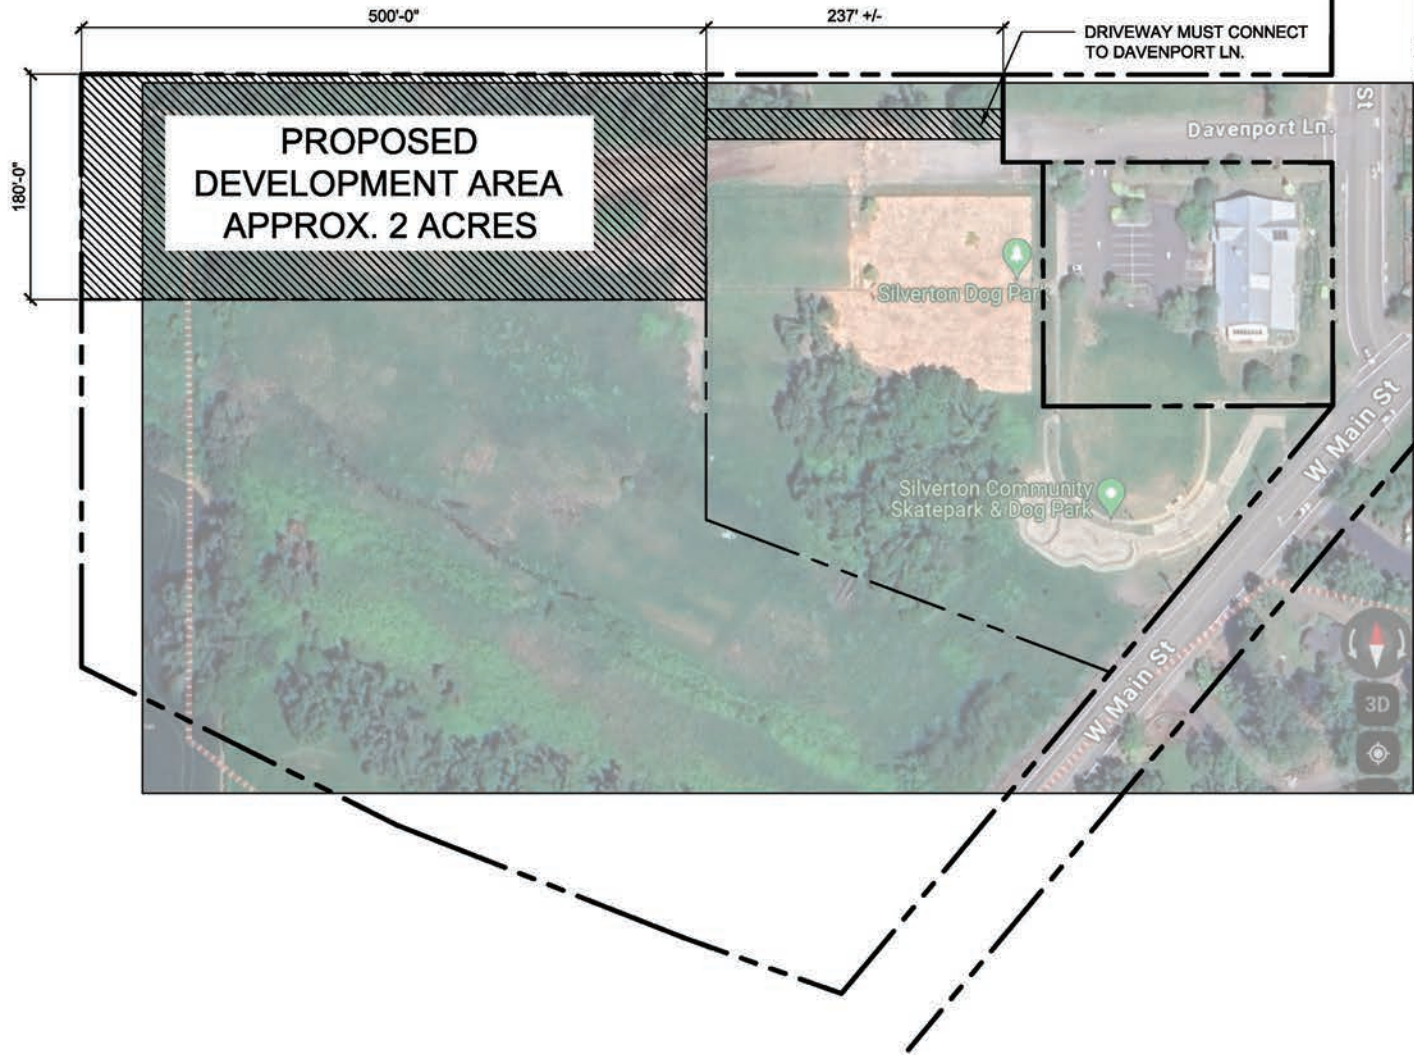 500'-0"
237' +/-
DRIVEWAY MUST CONNECT
TO DAVENPORT LN.
180'-0"
PROPOSED
DEVELOPMENT AREA
APPROX. 2 ACRES
St
Davenport Ln.
Silverton Dog Park
W Main St
Silverton Community
Skatepark & Dog Park
W Main St
3D